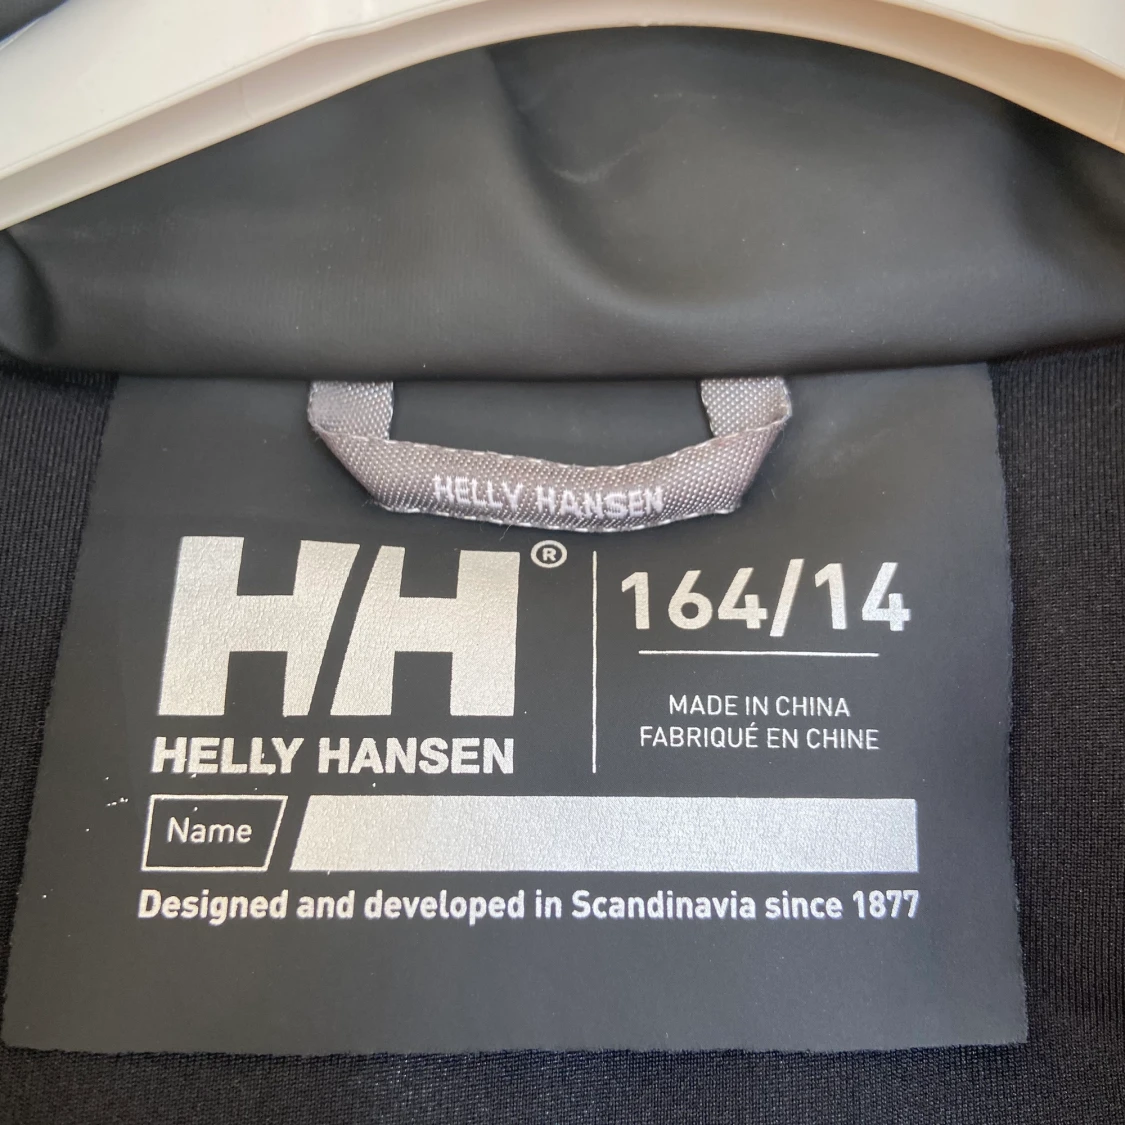 HELLY HANSEN
HH®
HELLY HANSEN
164/14
MADE IN CHINA
FABRIQUÉ EN CHINE
Name
Designed and developed in Scandinavia since 1877